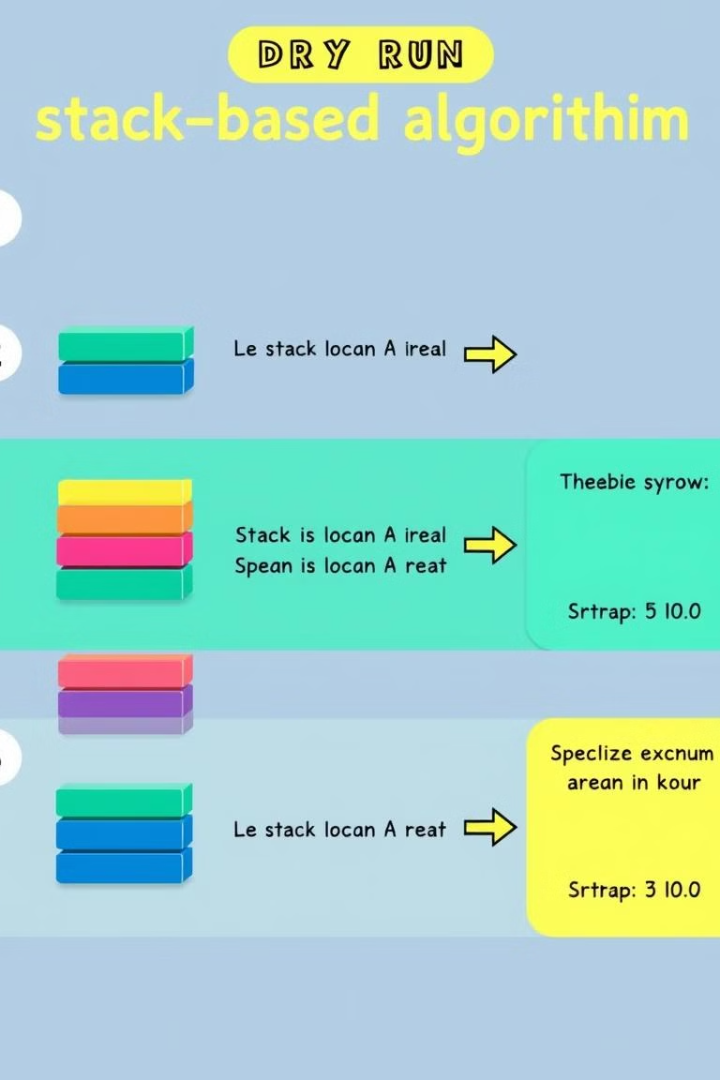 DRY RUN
stack-based algorithim
Le stack locan A ireal
Stack is locan A ireal
Spean is locan A reat
Theebie syrow:
Srtrap: 5 10.0
Le stack locan A reat
Speclize excnum
arean in kour
Srtrap: 3 10.0